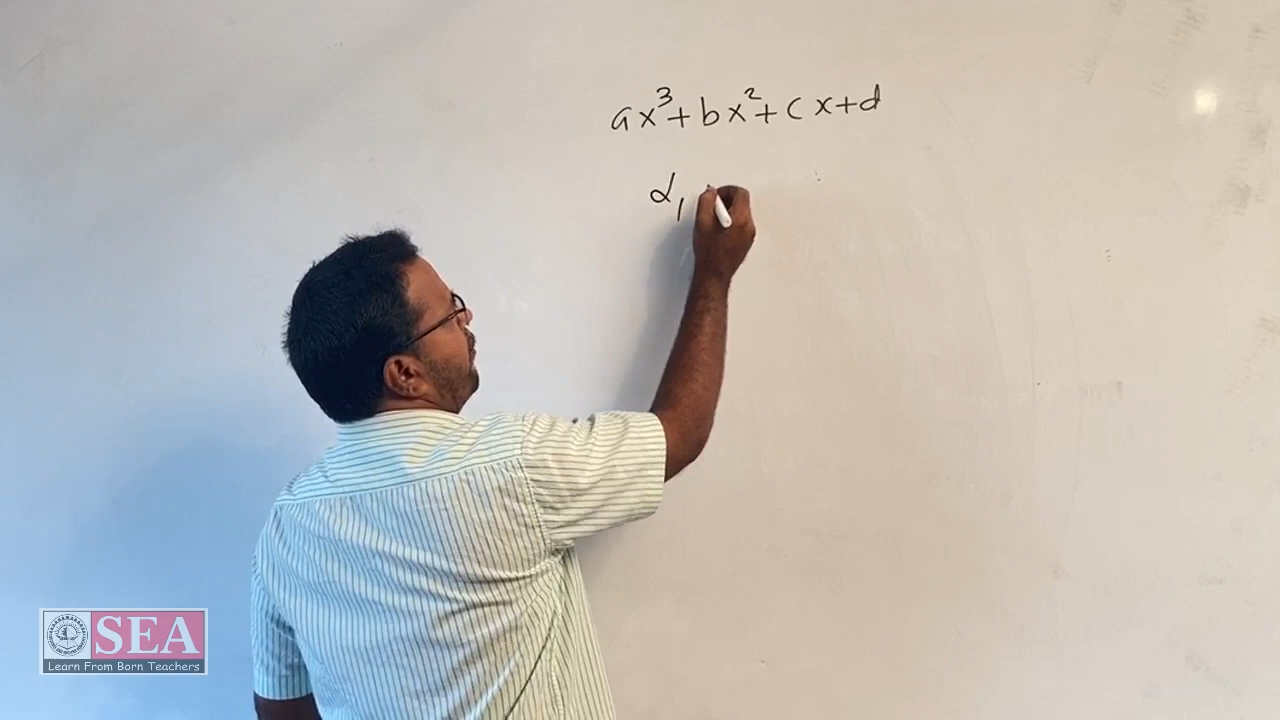 ax³+bx²+cx+d
α,
SEA
Learn From Born Teachers